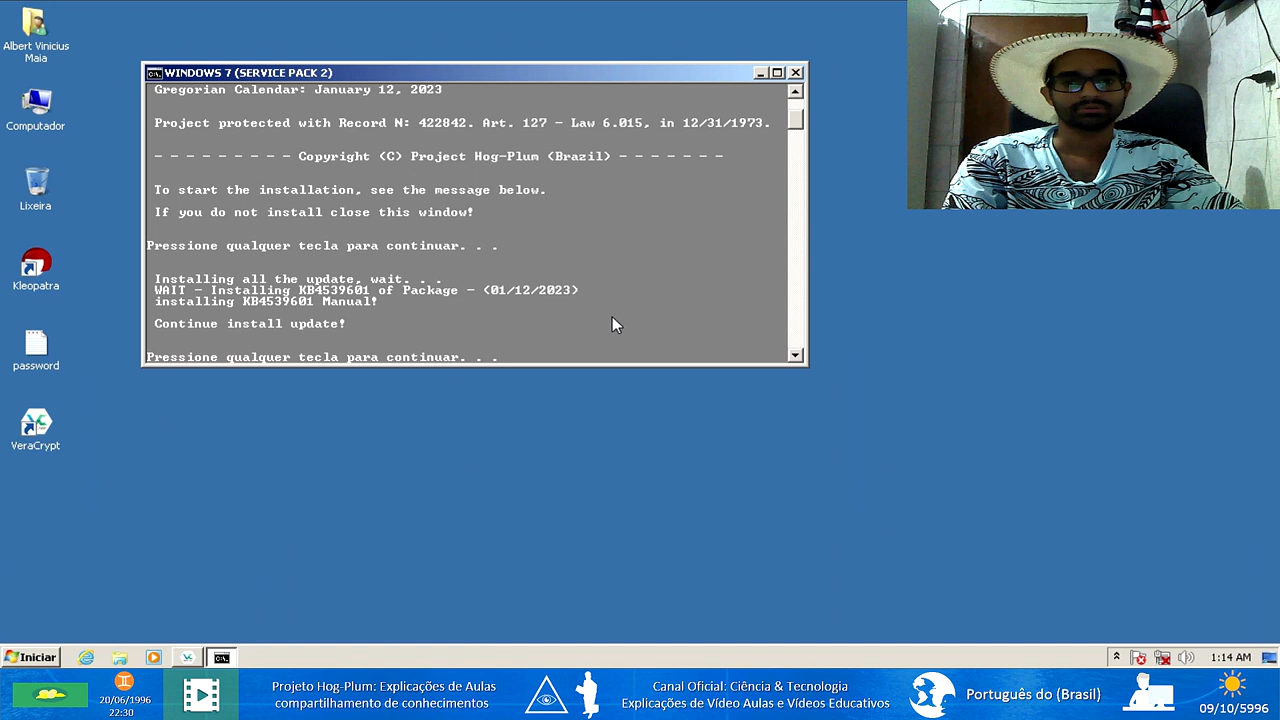 Albert Vinicius
Maia
Computador
Lixeira
Kleopatra
password
VeraCrypt
WINDOWS 7 (SERVICE PACK 2)
Gregorian Calendar: January 12, 2023
Project protected with Record N: 422842. Art. 127 - Law 6.015, in 12/31/1973.
- - - - - - - - - Copyright (C) Project Hog-Plum (Brazil) - - - - - - -
To start the installation, see the message below.
If you do not install close this window!
Pressione qualquer tecla para continuar. . .
Installing all the update, wait. . .
WAIT - Installing KB4539601 of Package - (01/12/2023)
installing KB4539601 Manual!
Continue install update!
Pressione qualquer tecla para continuar. . .
Iniciar
1:14 AM
20/06/1996
22:30
Projeto Hog-Plum: Explicações de Aulas
compartilhamento de conhecimentos
Canal Oficial: Ciência & Tecnologia
Explicações de Vídeo Aulas e Vídeos Educativos
Português do (Brasil)
09/10/5996